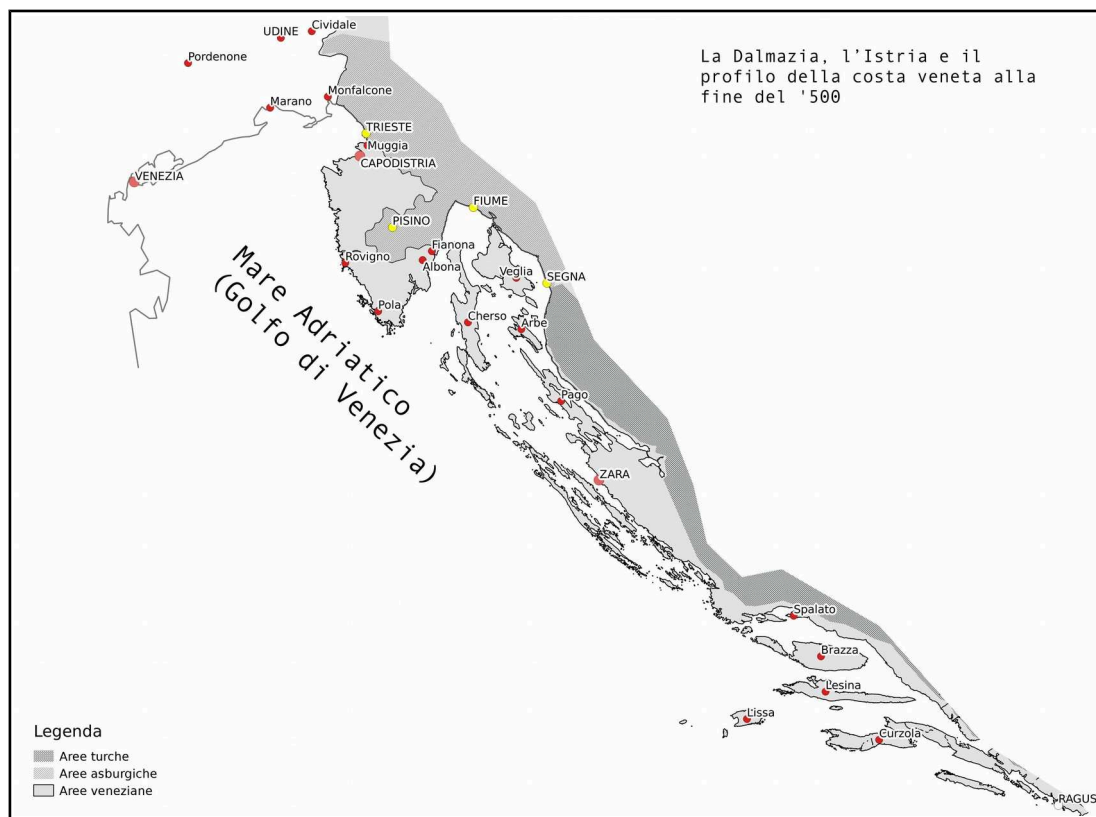 La Dalmazia, l'Istria e il
profilo della costa veneta alla
fine del '500
UDINE
Cividale
Pordenone
Marano
Monfalcone
TRIESTE
Muggia
CAPODISTRIA
VENEZIA
FIUME
PISINO
Fianona
Albona
Rovigno
Veglia
SEGNA
Pola
Cherso
Arbe
Mare Adriatico
(Golfo di Venezia)
Pago
ZARA
Spalato
Brazza
Lesina
Lissa
Curzola
RAGUS
Legenda
Aree turche
Aree asburgiche
Aree veneziane